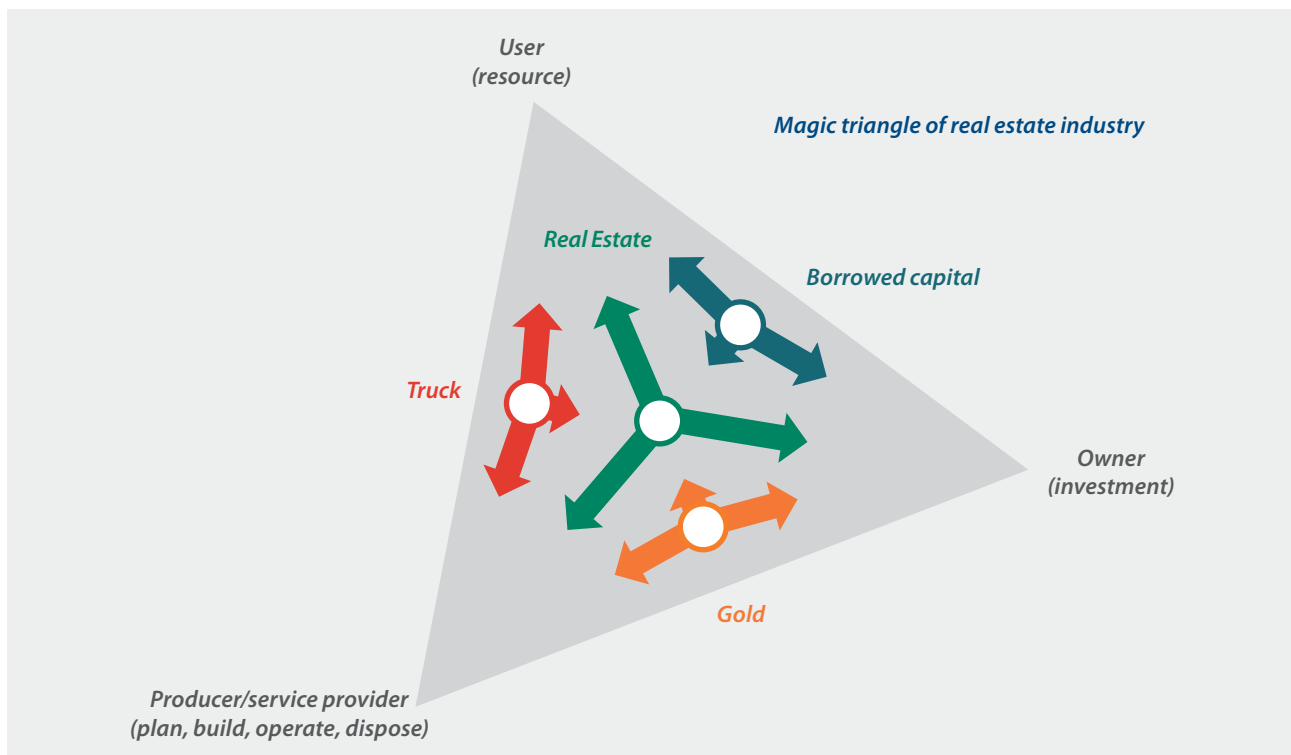 User
(resource)
Magic triangle of real estate industry
Real Estate
Borrowed capital
Truck
Owner
(investment)
Gold
Producer/service provider
(plan, build, operate, dispose)